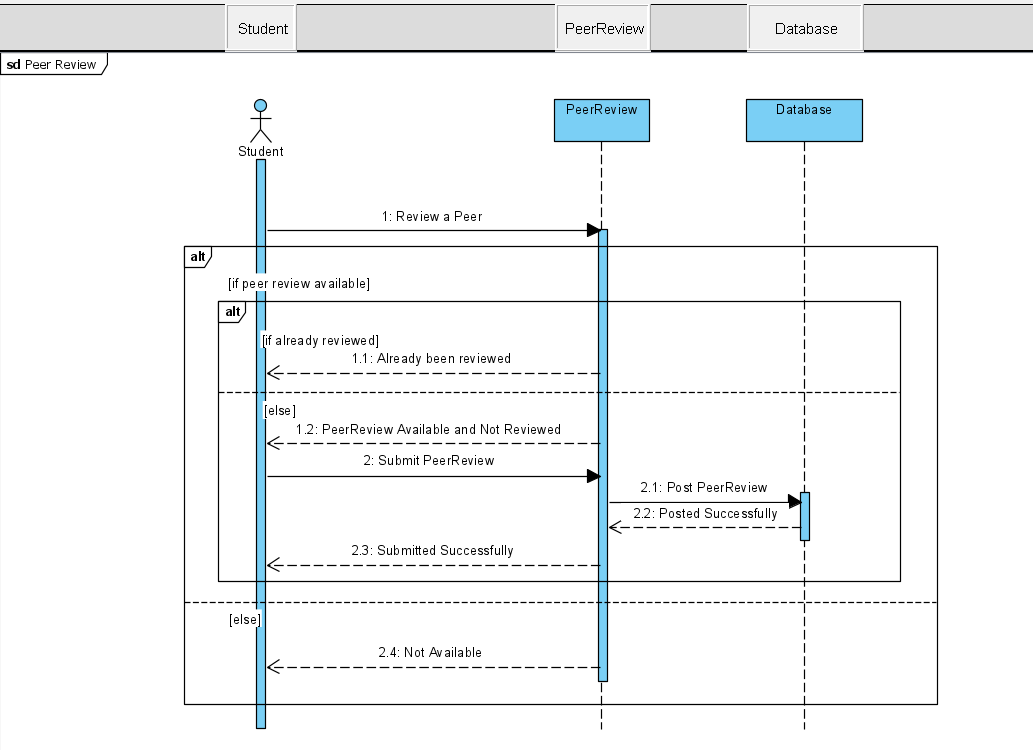 Student PeerReview Database
sd Peer Review
PeerReview Database
Student
1: Review a Peer
alt
[if peer review available]
alt
[if already reviewed]
1.1: Already been reviewed
[else]
1.2: PeerReview Available and Not Reviewed
2: Submit PeerReview
2.1: Post PeerReview
2.2: Posted Successfully
2.3: Submitted Successfully
[else]
2.4: Not Available